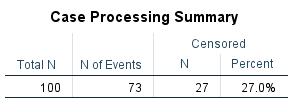 Case Processing Summary
Censored
Total N N of Events N Percent
100 73 27 27.0%